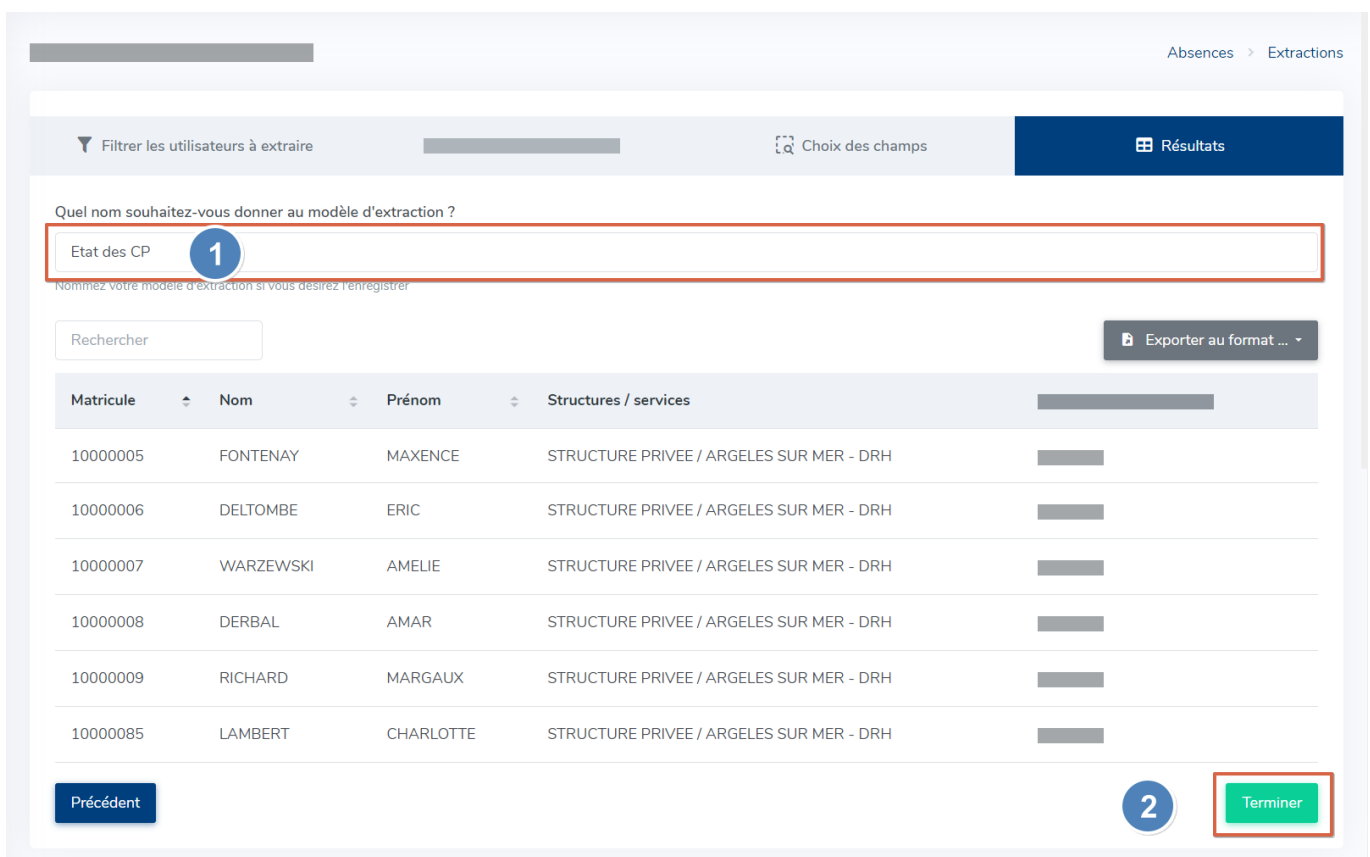 Absences > Extractions
Filtrer les utilisateurs à extraire Choix des champs Résultats
Quel nom souhaitez-vous donner au modèle d'extraction ?
Etat des CP 1
Nommez votre modèle d'extraction si vous désirez l'enregistrer
Rechercher Exporter au format ...
Matricule Nom Prénom Structures / services
10000005 FONTENAY MAXENCE STRUCTURE PRIVEE / ARGELES SUR MER - DRH
10000006 DELTOMBE ERIC STRUCTURE PRIVEE / ARGELES SUR MER - DRH
10000007 WARZEWSKI AMELIE STRUCTURE PRIVEE / ARGELES SUR MER - DRH
10000008 DERBAL AMAR STRUCTURE PRIVEE / ARGELES SUR MER - DRH
10000009 RICHARD MARGAUX STRUCTURE PRIVEE / ARGELES SUR MER - DRH
10000085 LAMBERT CHARLOTTE STRUCTURE PRIVEE / ARGELES SUR MER - DRH
Précédent 2 Terminer